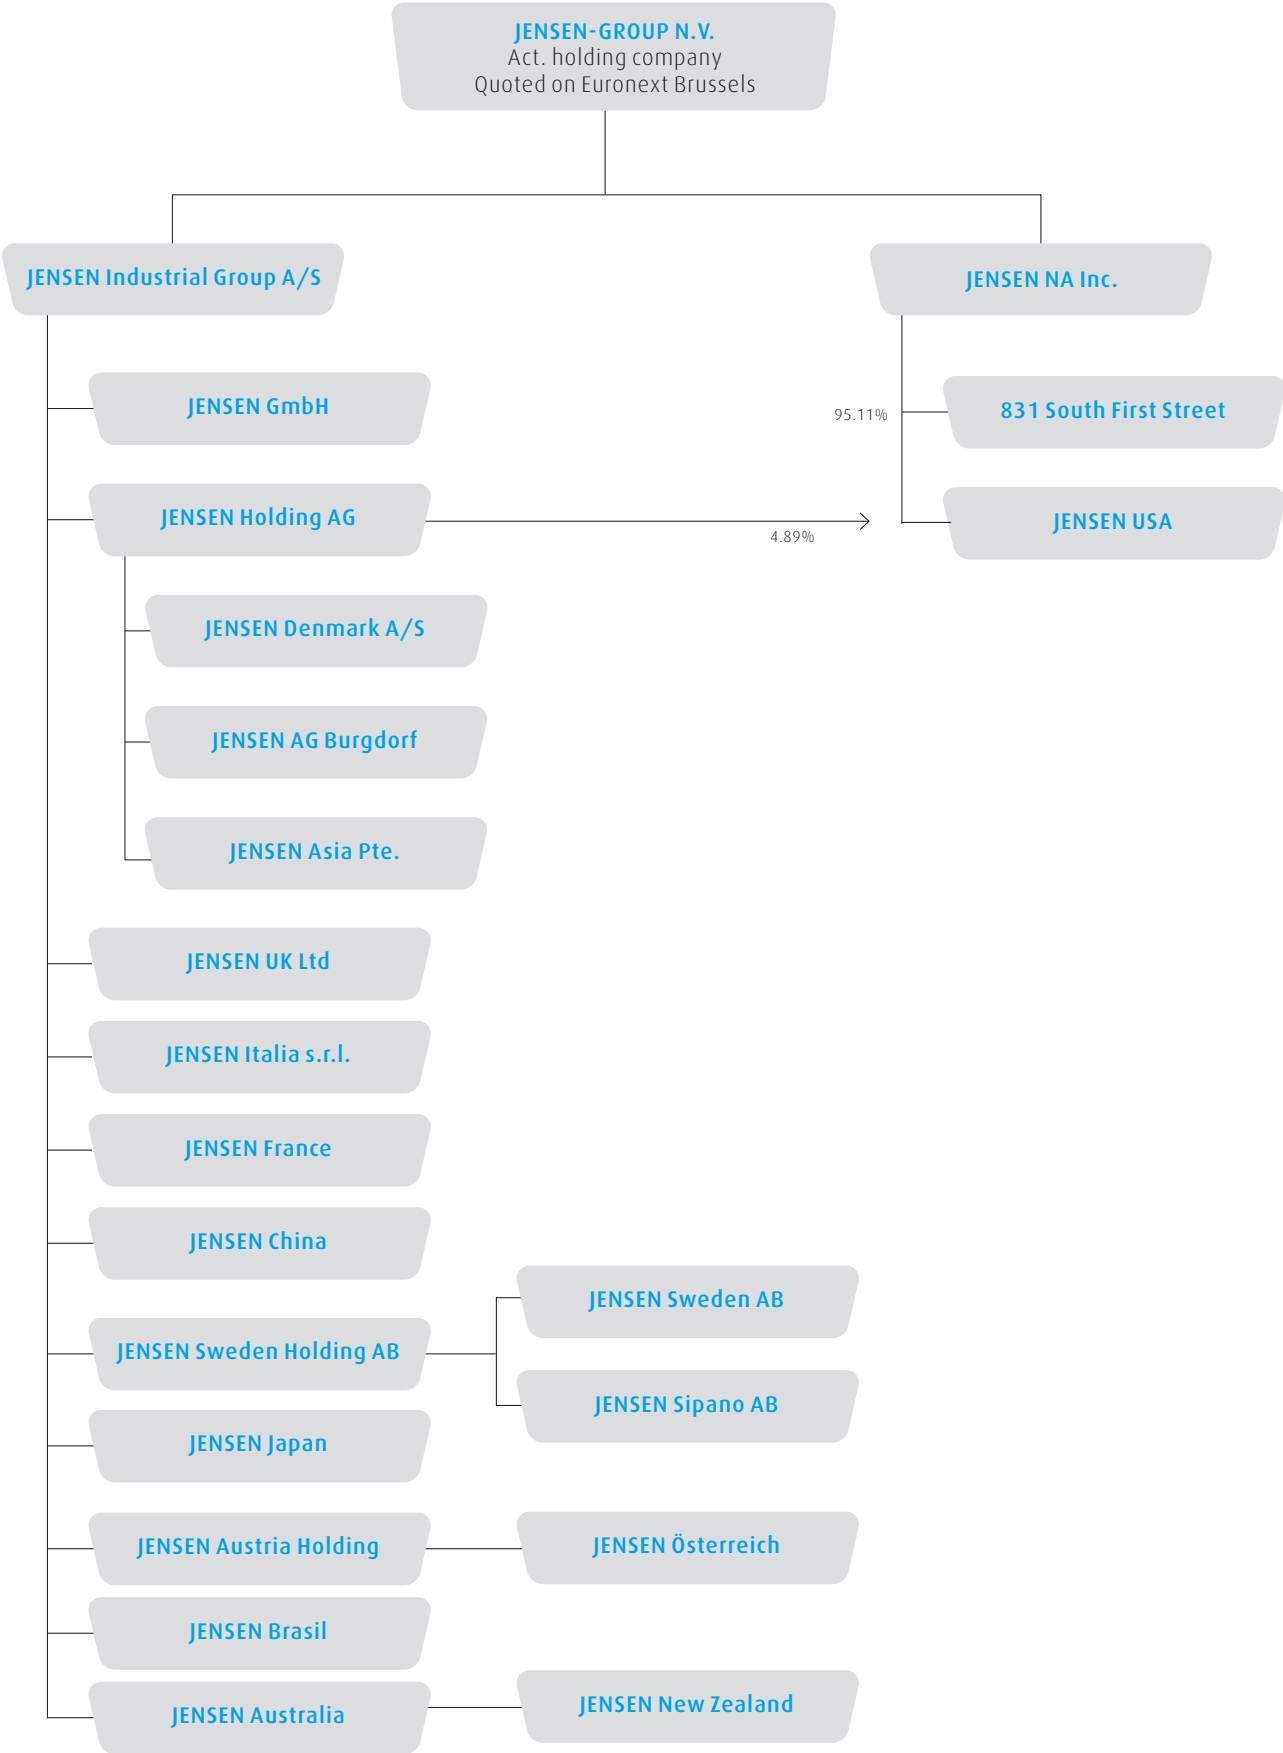 JENSEN-GROUP N.V.
Act. holding company
Quoted on Euronext Brussels
JENSEN Industrial Group A/S
JENSEN NA Inc.
JENSEN GmbH
95.11%
831 South First Street
JENSEN Holding AG
4.89%
JENSEN USA
JENSEN Denmark A/S
JENSEN AG Burgdorf
JENSEN Asia Pte.
JENSEN UK Ltd
JENSEN Italia s.r.l.
JENSEN France
JENSEN China
JENSEN Sweden Holding AB
JENSEN Sweden AB
JENSEN Sipano AB
JENSEN Japan
JENSEN Austria Holding
JENSEN Österreich
JENSEN Brasil
JENSEN Australia
JENSEN New Zealand